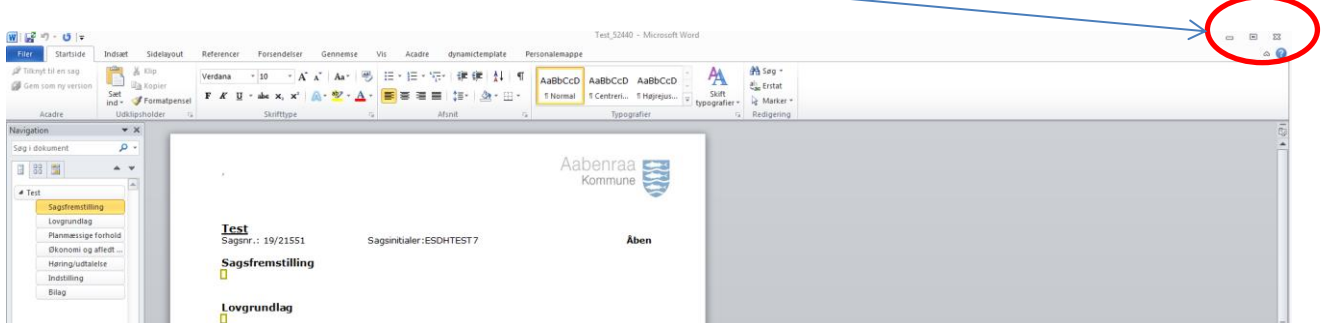 Test_52440 - Microsoft Word
Filer Startside Indsæt Sidelayout Referencer Forsendelser Gennemse Vis Acadre dynamictemplate Personalemappe
Tilknyt til en sag
Gem som ny version
Acadre
Sæt ind
Klip
Kopier
Formatpensel
Udklipsholder
Verdana 10
Skrifttype
Afsnit
AaBbCcD AaBbCcD AaBbCcD
¶ Normal ¶ Centreri... ¶ Højrejus...
Skift typografier
Typografier
Søg
Erstat
Marker
Redigering
Navigation
Søg i dokument
Test
Sagsfremstilling
Lovgrundlag
Planmæssige forhold
Økonomi og afledt ...
Høring/udtalelse
Indstilling
Bilag
Aabenraa
Kommune
Test
Sagsnr.: 19/21551 Sagsinitialer:ESDHTEST7 Åben
Sagsfremstilling
Lovgrundlag